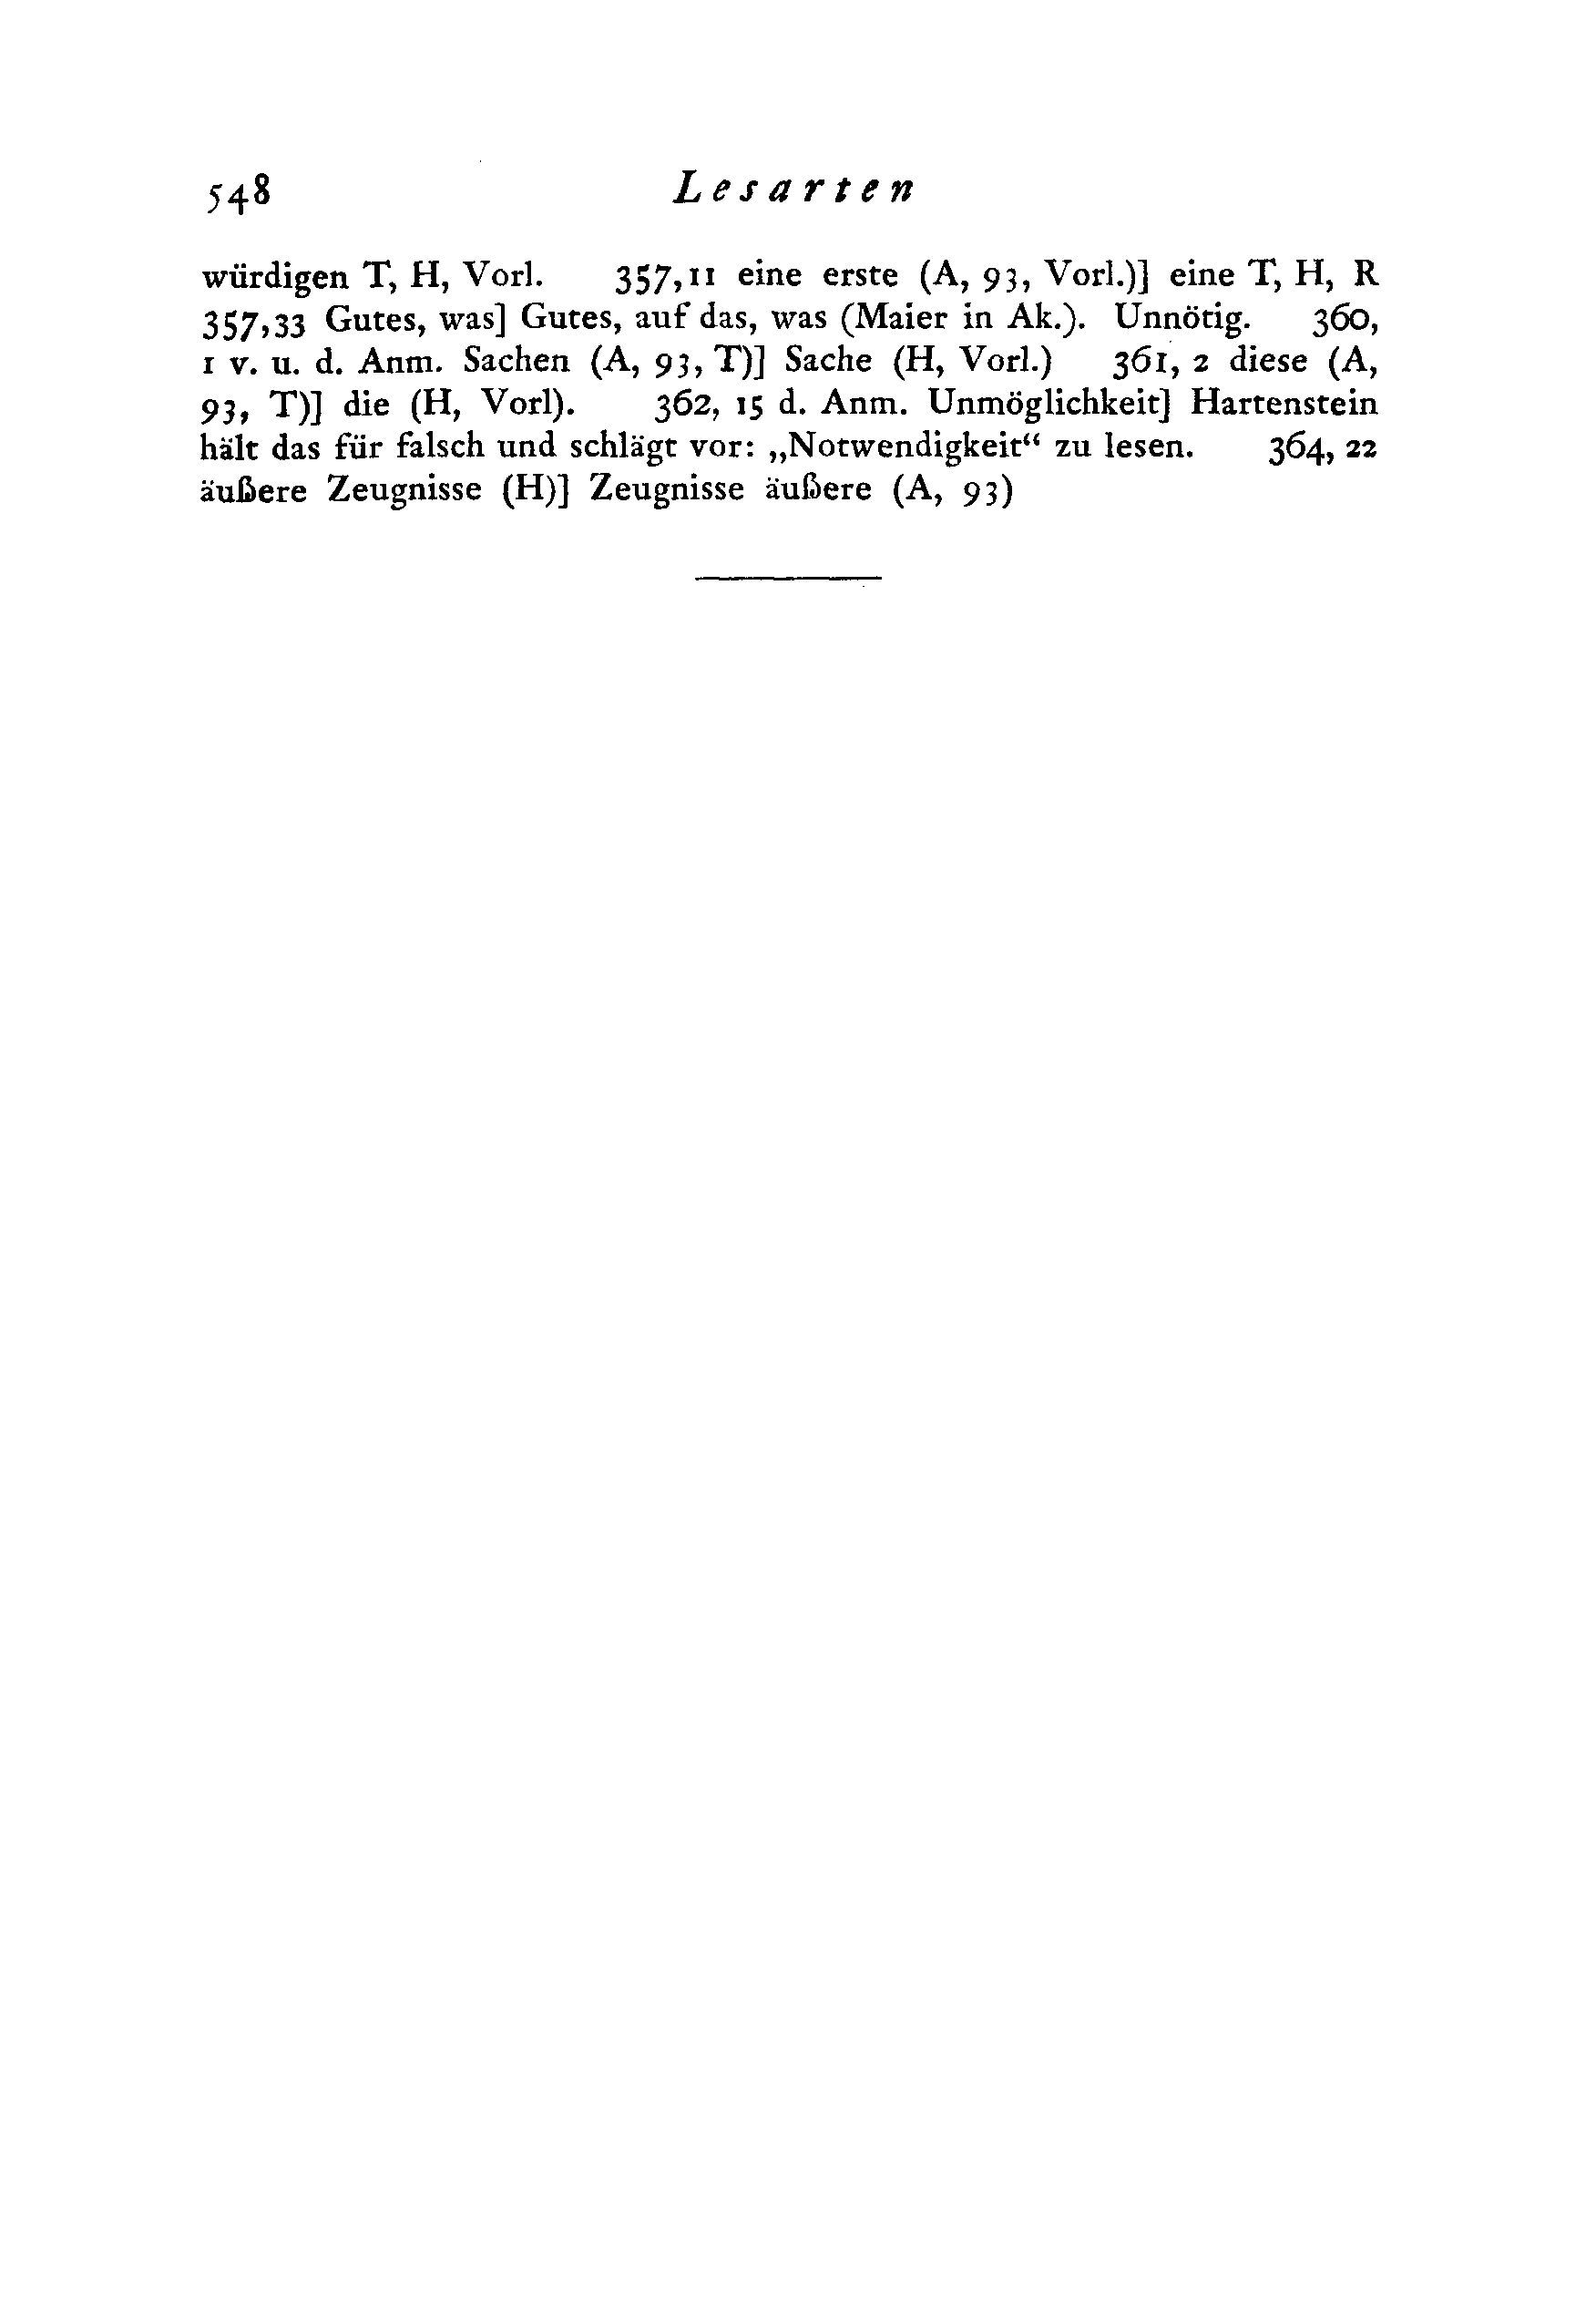 548 Lesarten
würdigen T, H, Vorl. 357,11 eine erste (A, 93, Vorl.)] eine T, H, R
357,33 Gutes, was] Gutes, auf das, was (Maier in Ak.). Unnötig. 360,
1 v. u. d. Anm. Sachen (A, 93, T)] Sache (H, Vorl.) 361, 2 diese (A,
93, T)] die (H, Vorl). 362, 15 d. Anm. Unmöglichkeit] Hartenstein
hält das für falsch und schlägt vor: „Notwendigkeit“ zu lesen. 364, 22
äußere Zeugnisse (H)] Zeugnisse äußere (A, 93)